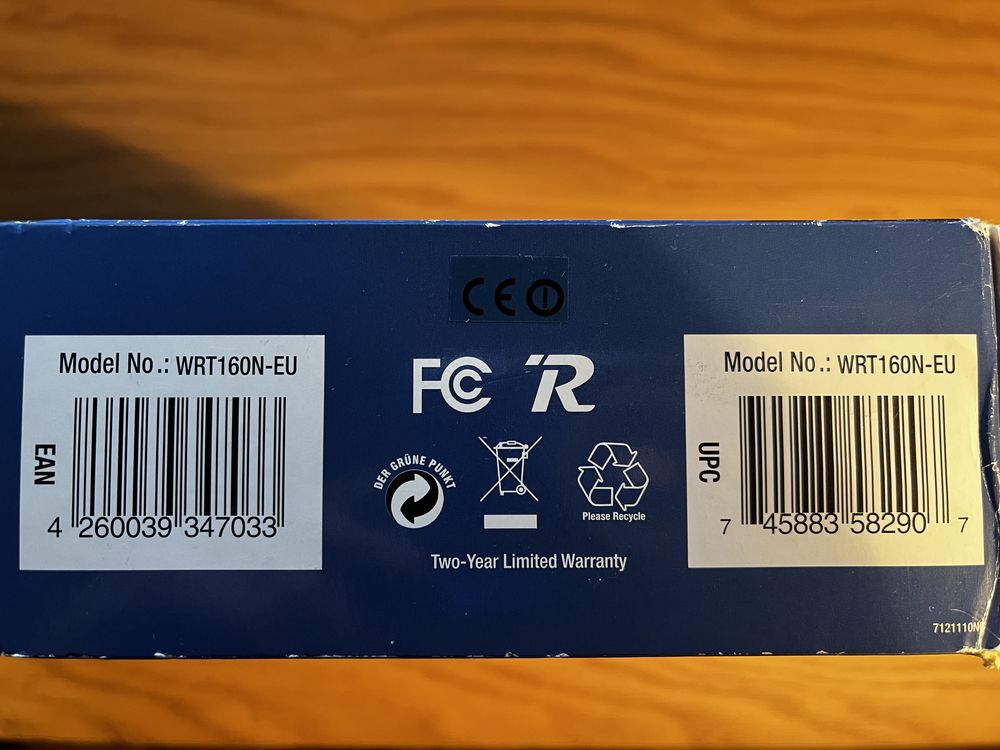 CE
FC
R
Model No.: WRT160N-EU
EAN
4 260039 347033
DER GRÜNE PUNKT
Please Recycle
Two-Year Limited Warranty
Model No.: WRT160N-EU
UPC
7 45883 58290 7